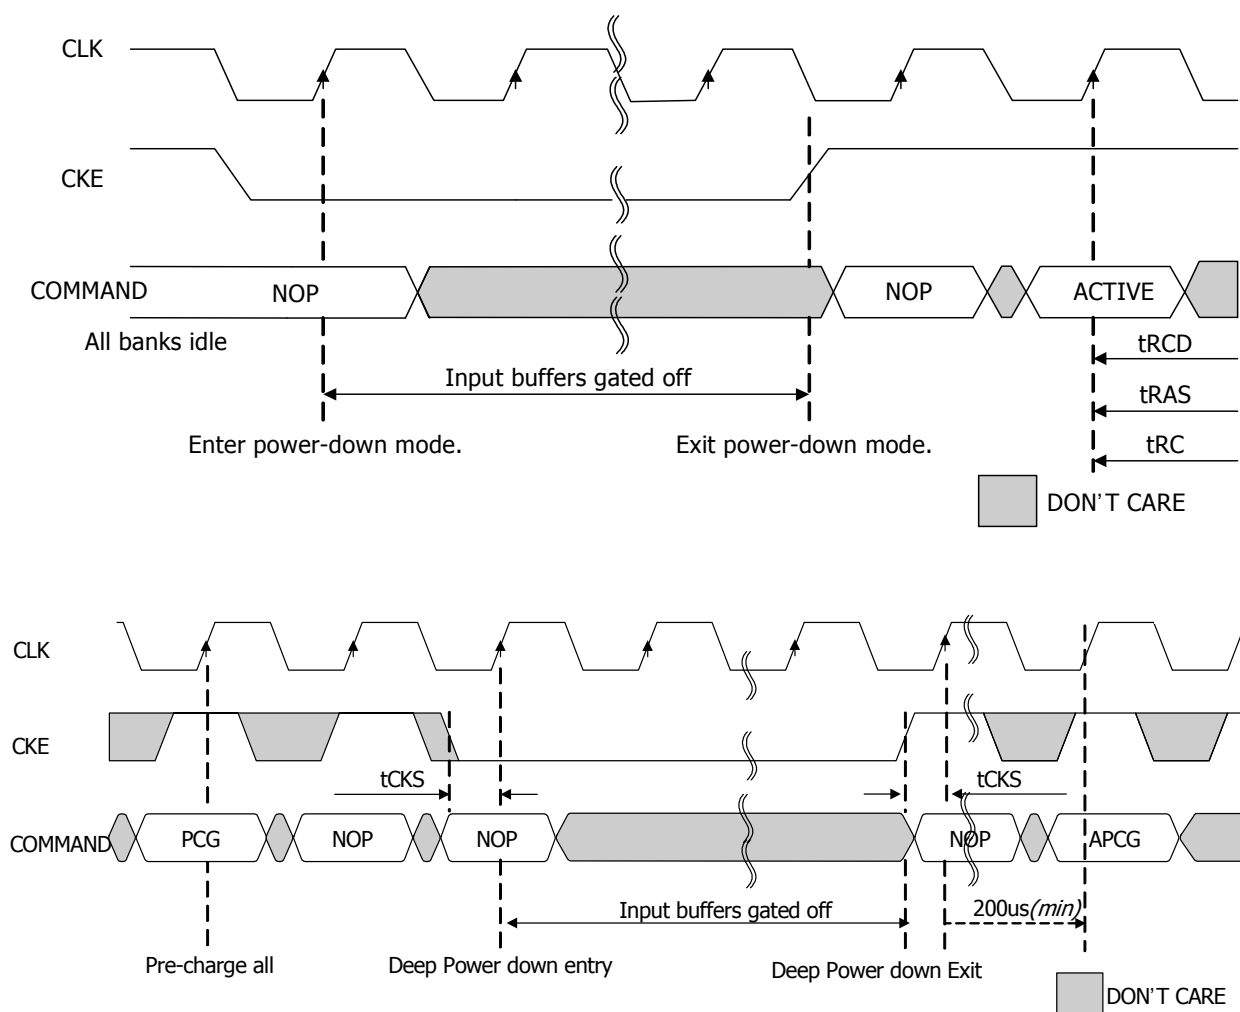 CLK
CKE
COMMAND NOP NOP ACTIVE
All banks idle
tRCD
Input buffers gated off
tRAS
Enter power-down mode. Exit power-down mode.
tRC
DON'T CARE
CLK
CKE
tCKS tCKS
COMMAND PCG NOP NOP NOP APCG
Input buffers gated off 200us(min)
Pre-charge all Deep Power down entry Deep Power down Exit
DON'T CARE